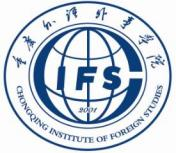 重庆外语外事学院
IFS
2001
CHONGQING INSTITUTE OF FOREIGN STUDIES